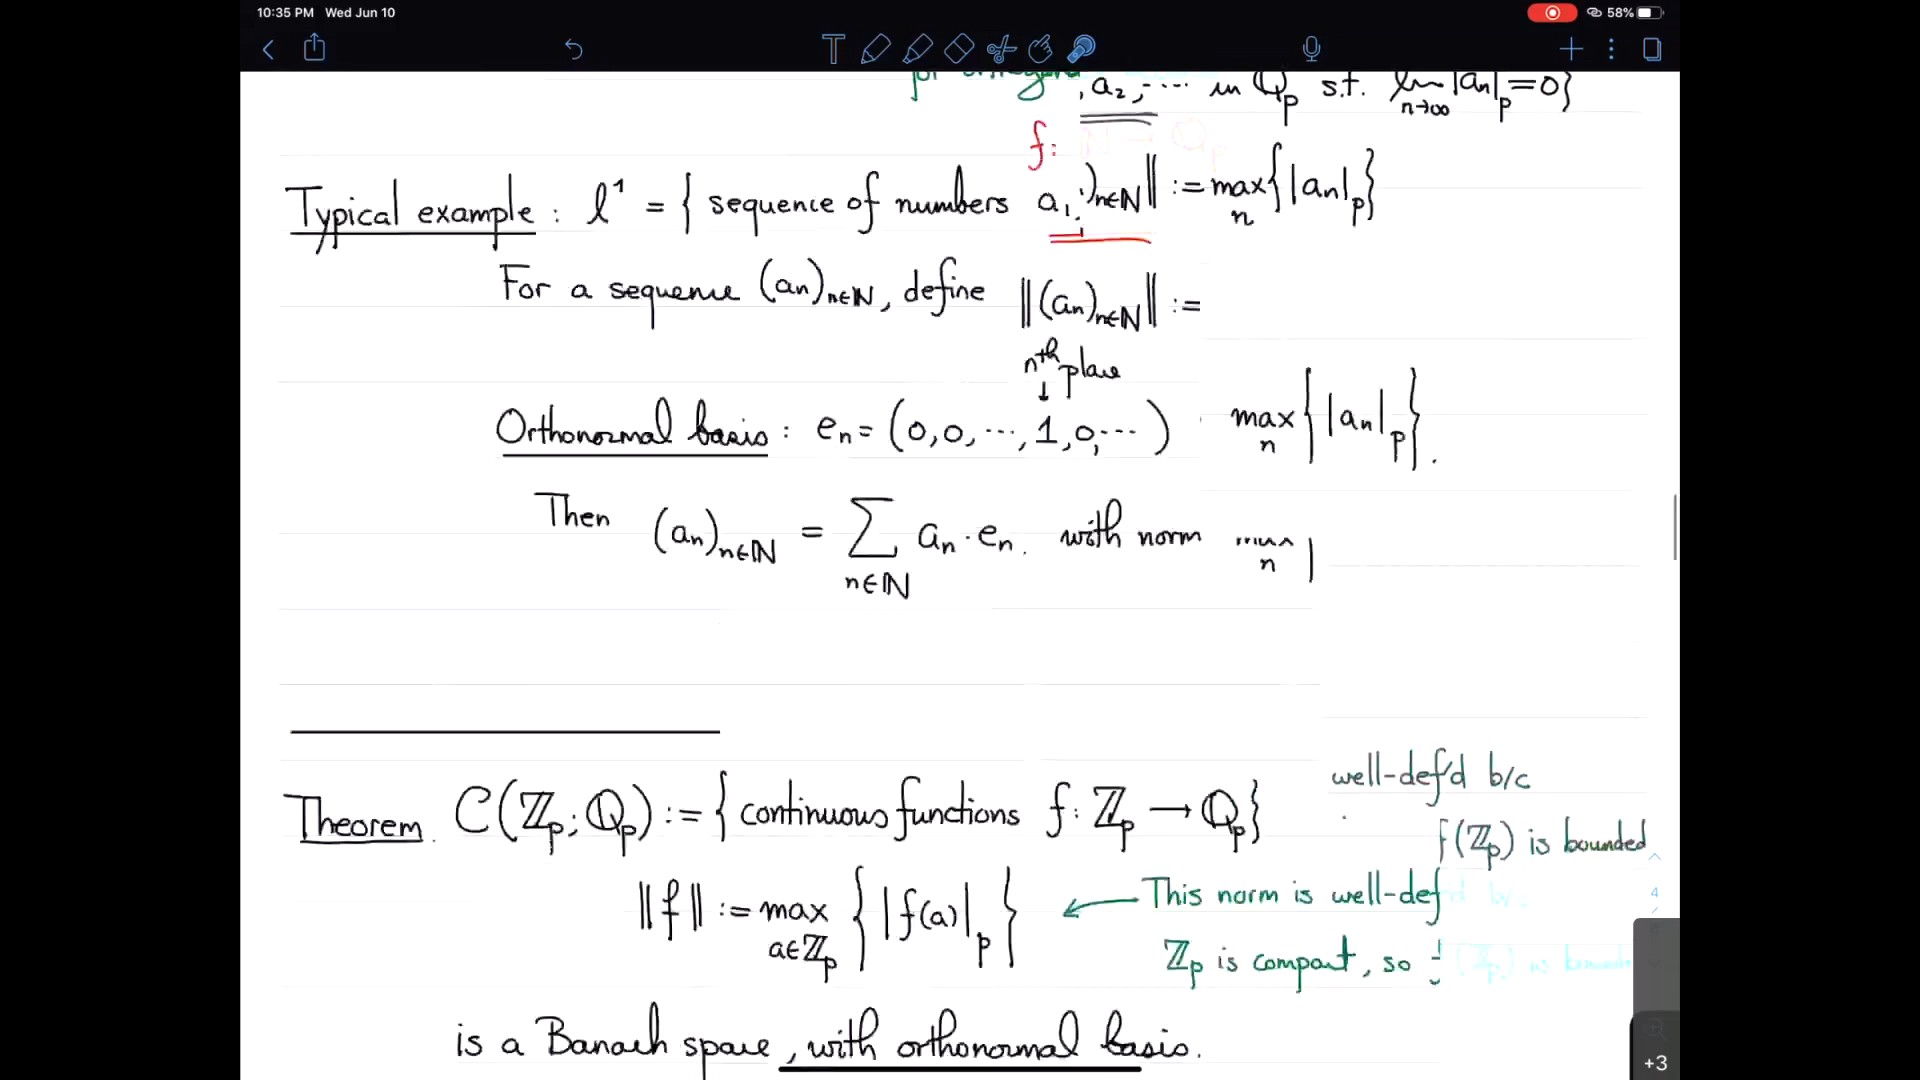 10:35 PM Wed Jun 10
58%
, a₂, ⋯ in ℚₚ s.t. lim n→∞ |aₙ|ₚ = 0}
f:
Typical example : ℓ¹ = { sequence of numbers a₁, )ₙ∈ℕ‖ := max n {|aₙ|ₚ}
For a sequence (aₙ)ₙ∈ℕ, define ‖(aₙ)ₙ∈ℕ‖ :=
nth place
↓
Orthonormal basis : eₙ = (0,0,⋯,1,0,⋯ ) max n {|aₙ|ₚ}.
Then (aₙ)ₙ∈ℕ = ∑ n∈ℕ aₙ · eₙ. with norm n |
Theorem. C(ℤₚ; ℚₚ) := { continuous functions f: ℤₚ → ℚₚ}
well-def'd b/c
f(ℤₚ) is bounded
‖f‖ := max a∈ℤₚ { |f(a)|ₚ } ← This norm is well-def
ℤₚ is compact, so
is a Banach space, with orthonormal basis.
4
+3